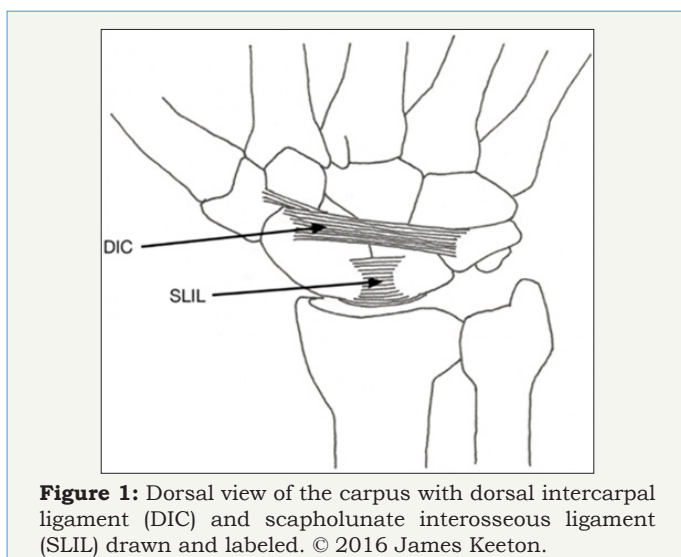 DIC
SLIL
Figure 1: Dorsal view of the carpus with dorsal intercarpal
ligament (DIC) and scapholunate interosseous ligament
(SLIL) drawn and labeled. © 2016 James Keeton.